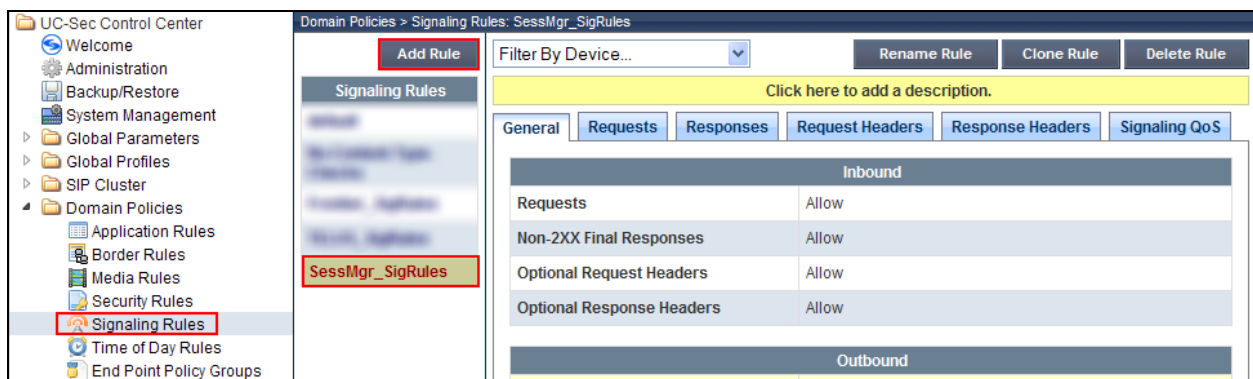 UC-Sec Control Center
Welcome
Administration
Backup/Restore
System Management
Global Parameters
Global Profiles
SIP Cluster
Domain Policies
Application Rules
Border Rules
Media Rules
Security Rules
Signaling Rules
Time of Day Rules
End Point Policy Groups
Domain Policies > Signaling Rules: SessMgr_SigRules
Add Rule
Signaling Rules
SessMgr_SigRules
Filter By Device...
Rename Rule
Clone Rule
Delete Rule
Click here to add a description.
General
Requests
Responses
Request Headers
Response Headers
Signaling QoS
Inbound
Requests Allow
Non-2XX Final Responses Allow
Optional Request Headers Allow
Optional Response Headers Allow
Outbound